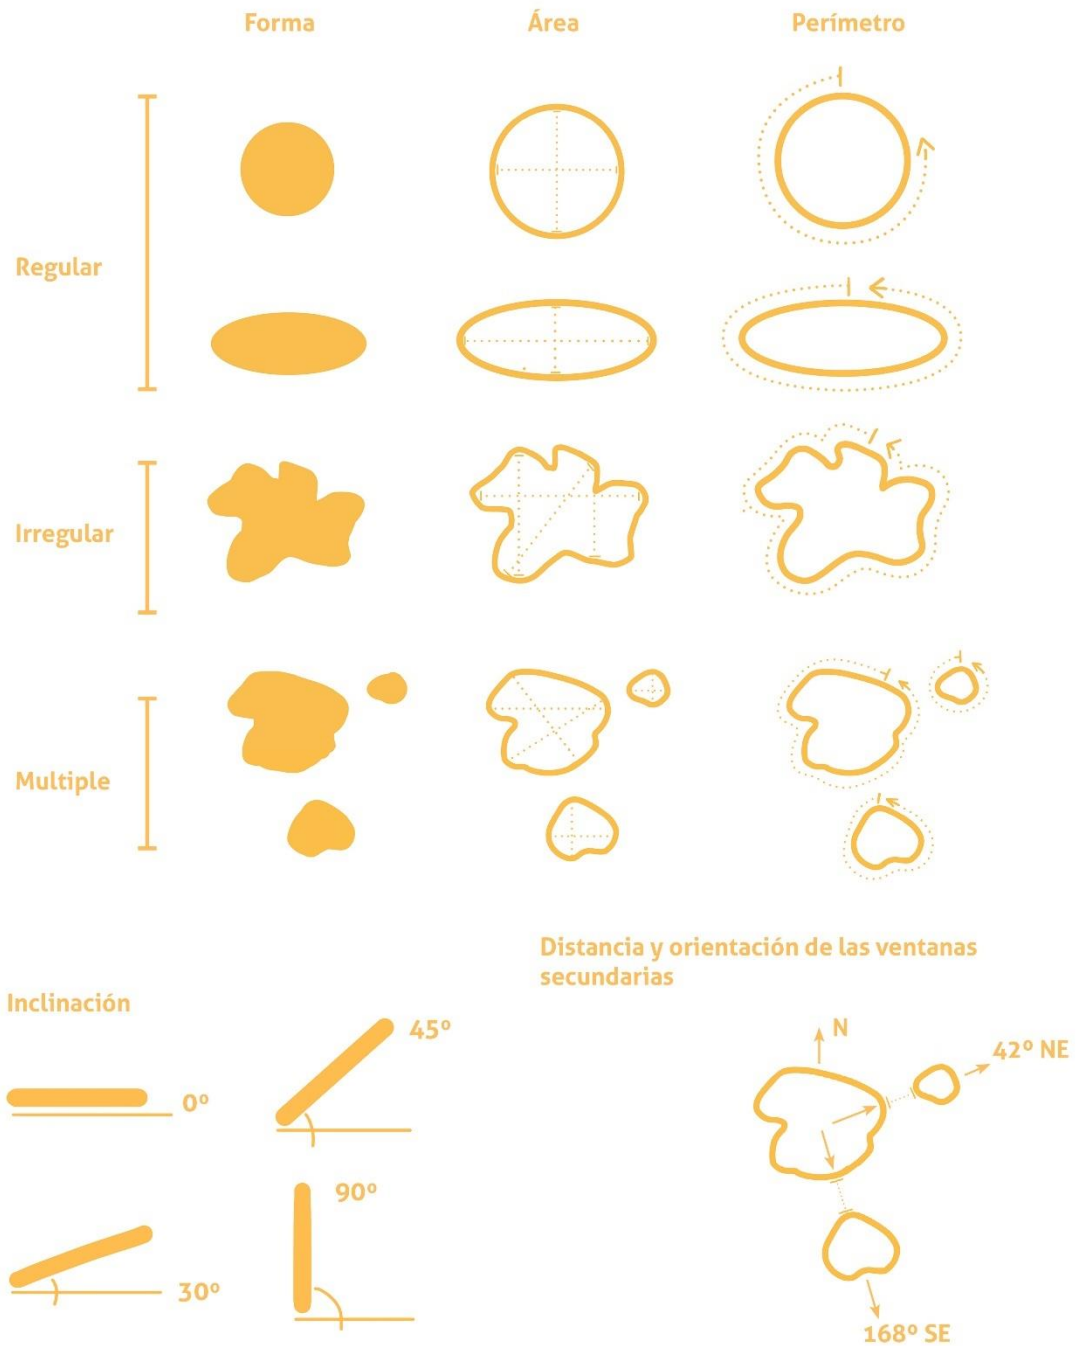 Forma
Área
Perímetro
Regular
Irregular
Multiple
Distancia y orientación de las ventanas
secundarias
Inclinación
45º
0º
90º
30º
N
42º NE
168º SE